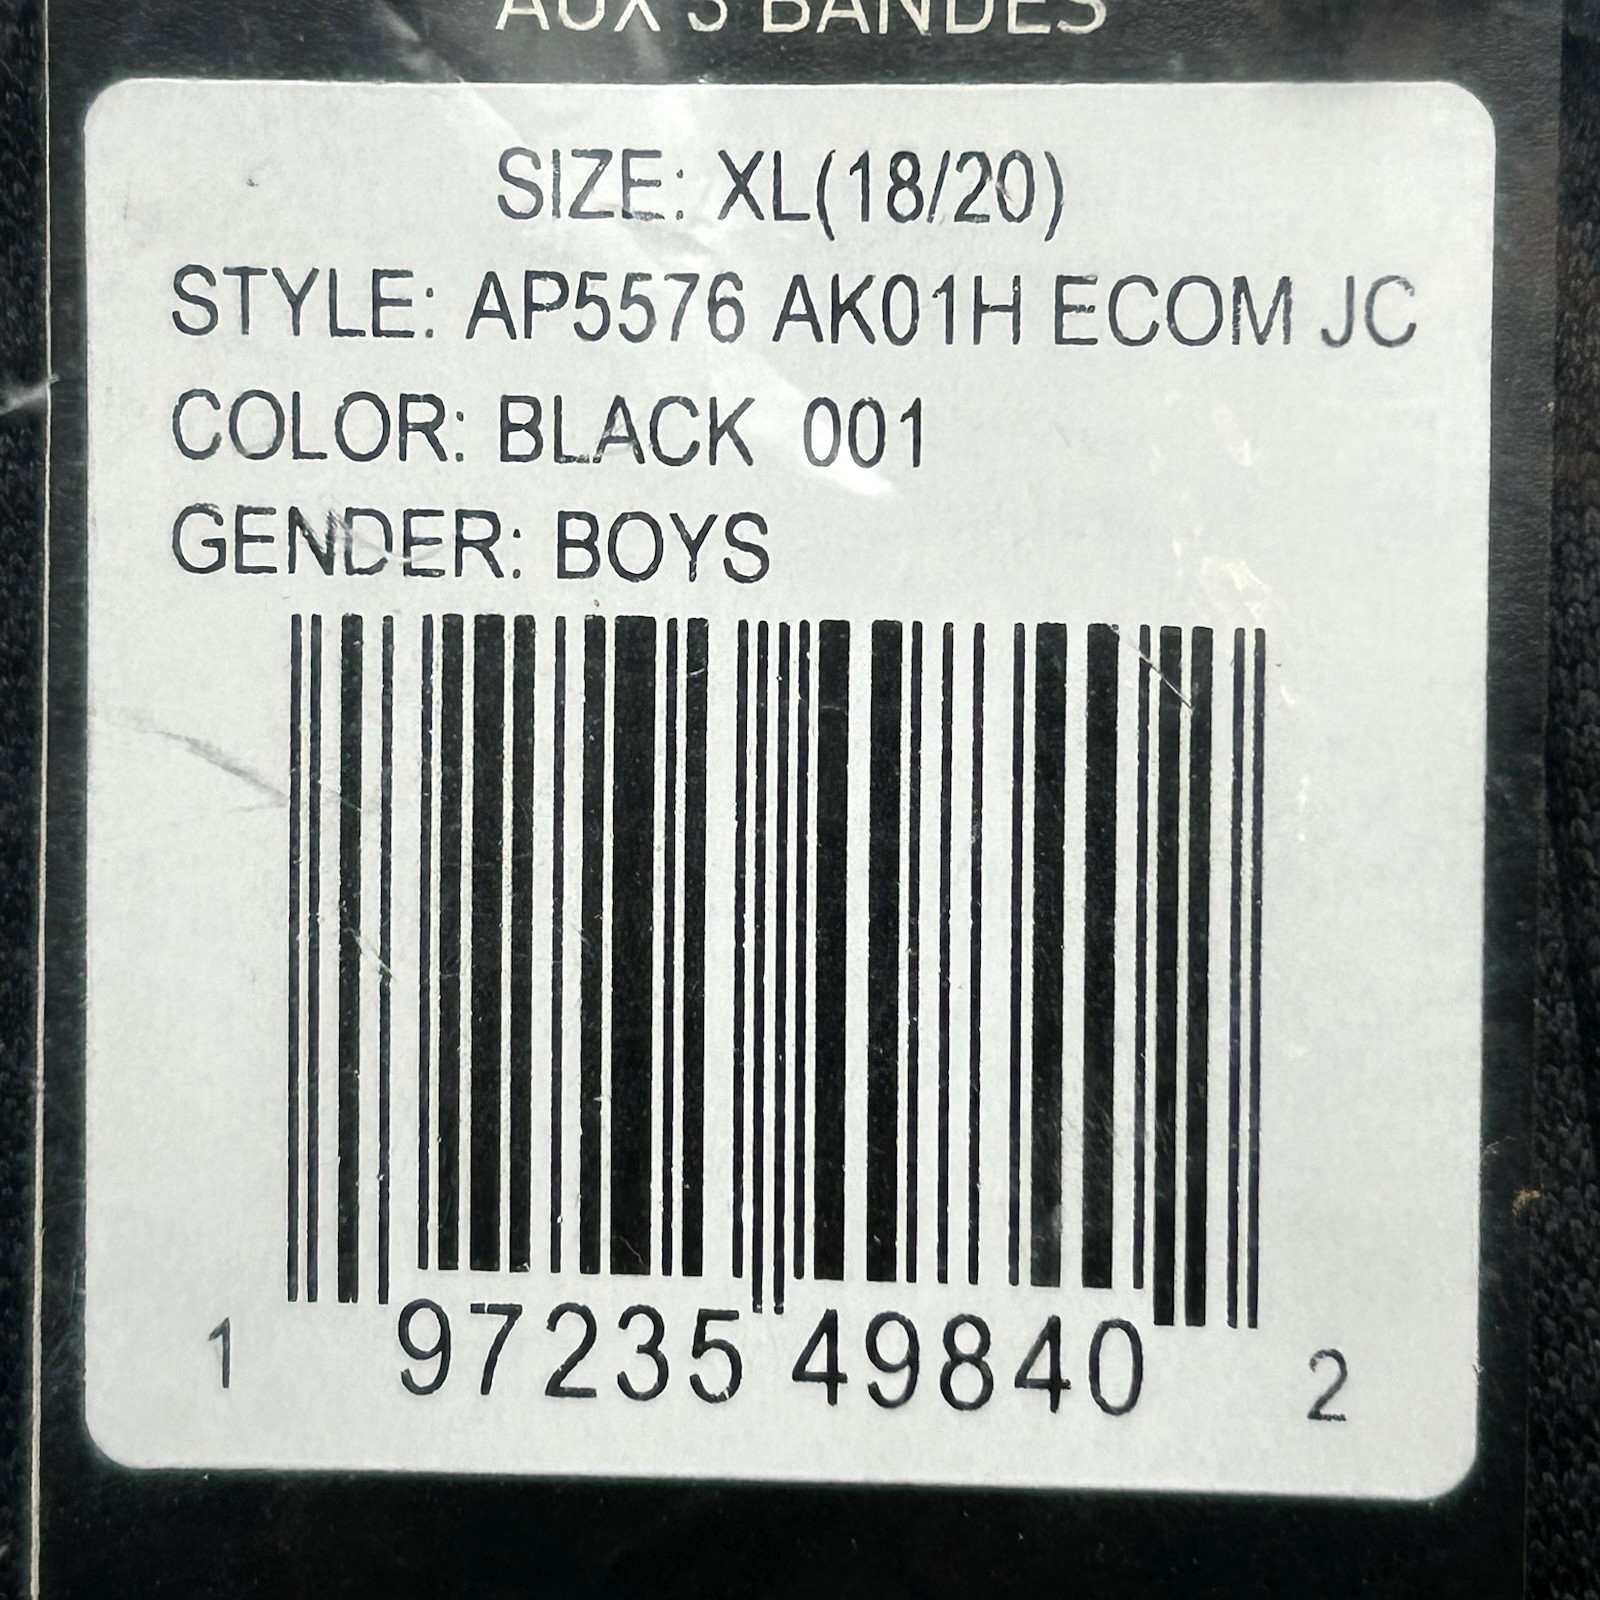 AUX 3 BANDES
SIZE: XL(18/20)
STYLE: AP5576 AK01H ECOM JC
COLOR: BLACK 001
GENDER: BOYS
1 97235 49840 2